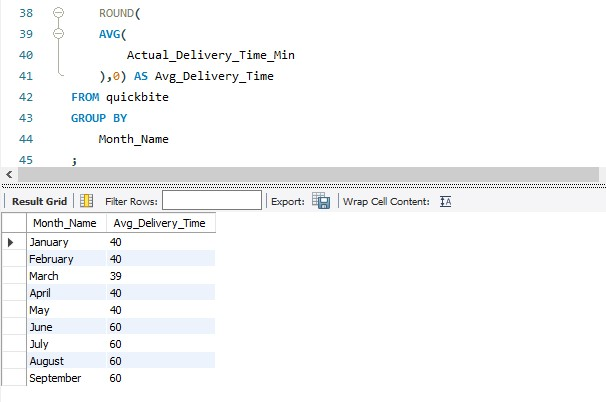 38 ROUND(
39 AVG(
40 Actual_Delivery_Time_Min
41 ),0) AS Avg_Delivery_Time
42 FROM quickbite
43 GROUP BY
44 Month_Name
45 ;
Result Grid Filter Rows: Export: Wrap Cell Content:
Month_Name Avg_Delivery_Time
January 40
February 40
March 39
April 40
May 40
June 60
July 60
August 60
September 60